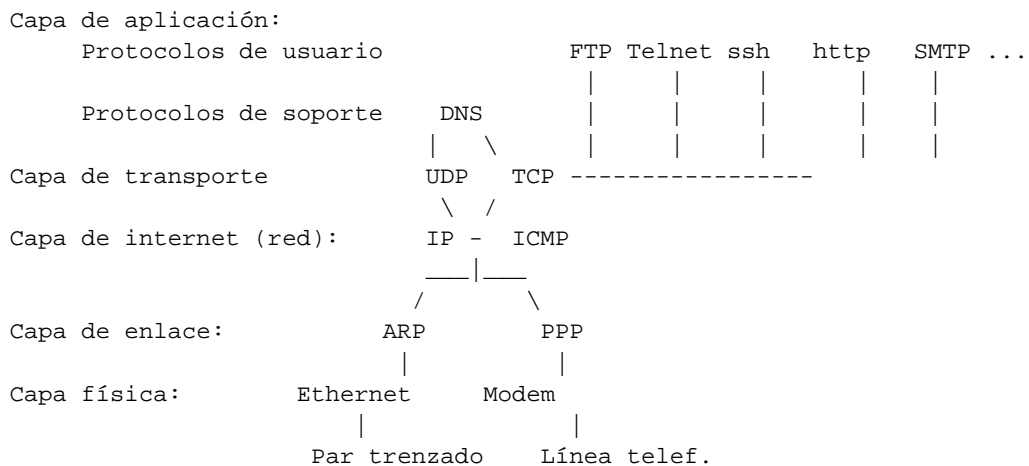 Capa de aplicación:
Protocolos de usuario FTP Telnet ssh http SMTP ...
Protocolos de soporte DNS
Capa de transporte UDP TCP -----------------
Capa de internet (red): IP - ICMP
Capa de enlace: ARP PPP
Capa física: Ethernet Modem
Par trenzado Línea telef.